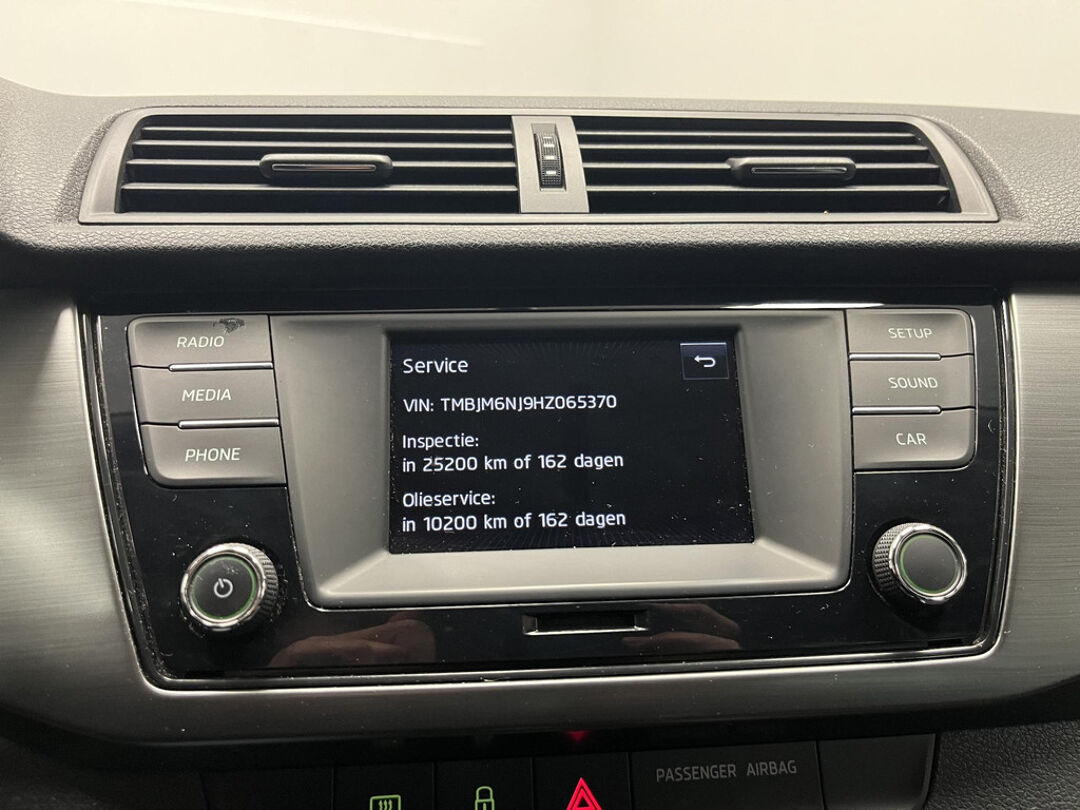 RADIO
MEDIA
PHONE
Service
VIN: TMBJM6NJ9HZ065370
Inspectie:
in 25200 km of 162 dagen
Olieservice:
in 10200 km of 162 dagen
SETUP
SOUND
CAR
PASSENGER AIRBAG